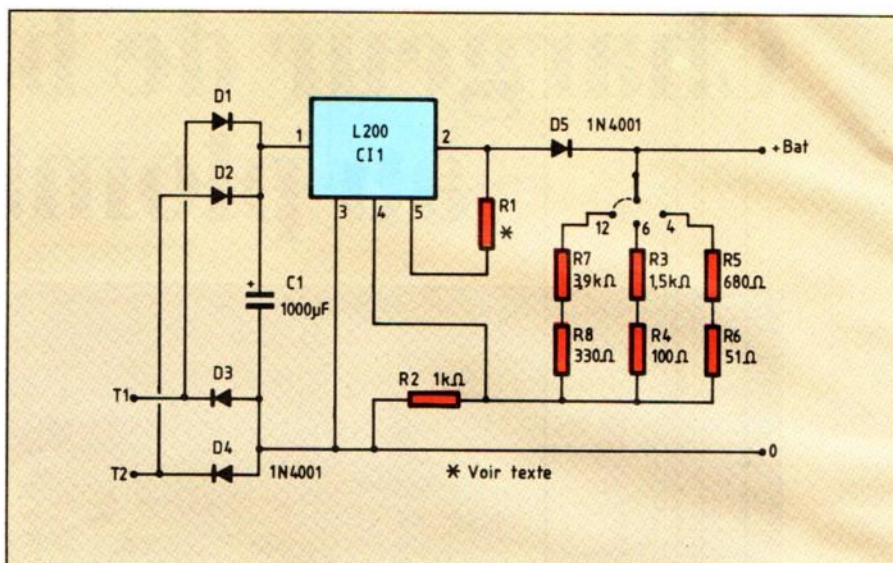 D1
D2
1
L200
CI1
2
D5
1N4001
+Bat
3
4
5
R1
*
12
6
4
R7
3,9kΩ
R3
1,5kΩ
R5
680Ω
+
C1
1000µF
R8
330Ω
R4
100Ω
R6
51Ω
D3
R2 1kΩ
T1
D4
T2
1N4001
* Voir texte
0